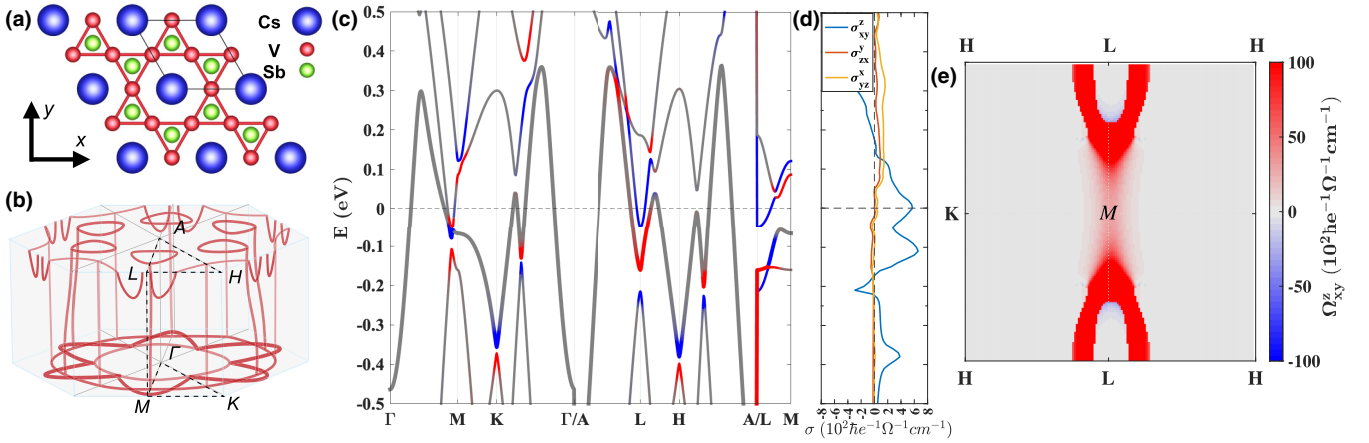 (a)
Cs
V
Sb
y
x
(b)
A
L
H
Γ
M
K
(c)
E (eV)
0.5
0.4
0.3
0.2
0.1
0
-0.1
-0.2
-0.3
-0.4
-0.5
Γ M K Γ/A L H A/L M
(d)
σ^z_xy
σ^y_zx
σ^x_yz
-8 -6 -4 -2 0 2 4 6 8
σ (10²ℏe⁻¹Ω⁻¹cm⁻¹)
(e)
H L H
K M
H L H
100
50
0
-50
-100
Ω^z_xy (10²ħe⁻¹Ω⁻¹cm⁻¹)